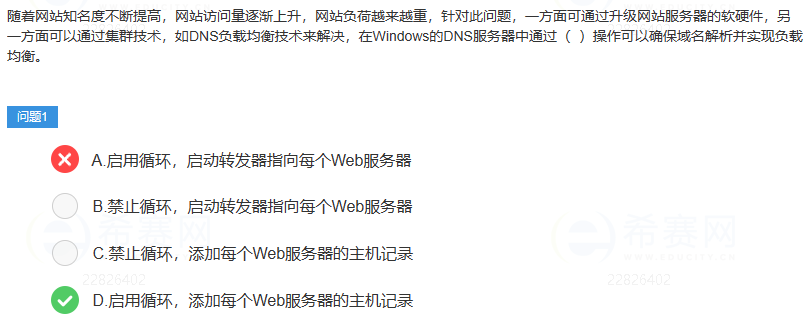 随着网站知名度不断提高，网站访问量逐渐上升，网站负荷越来越重，针对此问题，一方面可通过升级网站服务器的软硬件，另
一方面可以通过集群技术，如DNS负载均衡技术来解决，在Windows的DNS服务器中通过（ ）操作可以确保域名解析并实现负载
均衡。
问题1
A.启用循环，启动转发器指向每个Web服务器
B.禁止循环，启动转发器指向每个Web服务器
C.禁止循环，添加每个Web服务器的主机记录
D.启用循环，添加每个Web服务器的主机记录
希赛网
22826402
希赛网
22826402